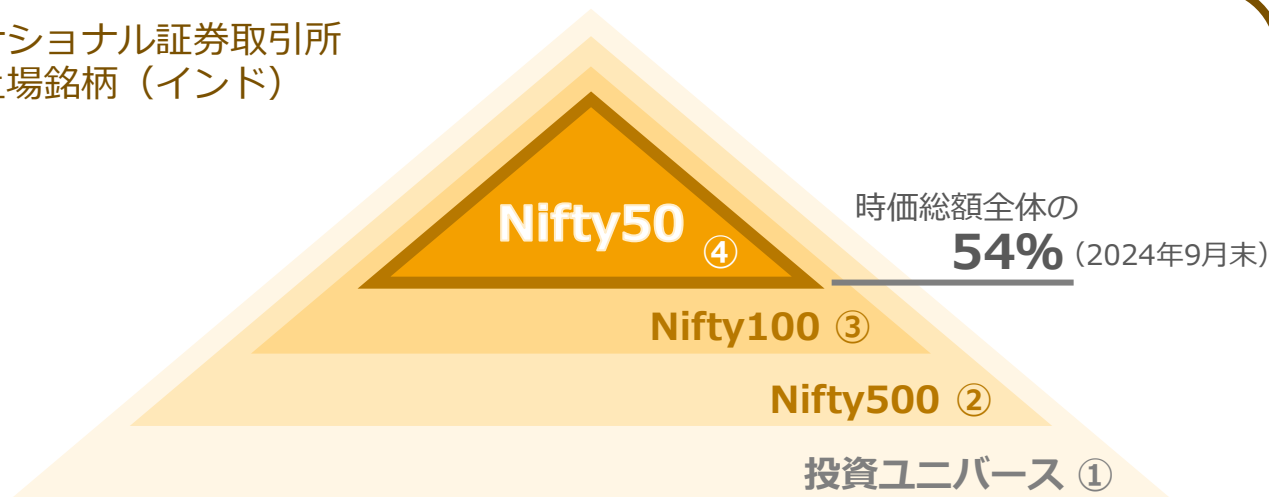 ナショナル証券取引所
上場銘柄（インド）
Nifty50 ④
時価総額全体の
54%（2024年9月末）
Nifty100 ③
Nifty500 ②
投資ユニバース ①